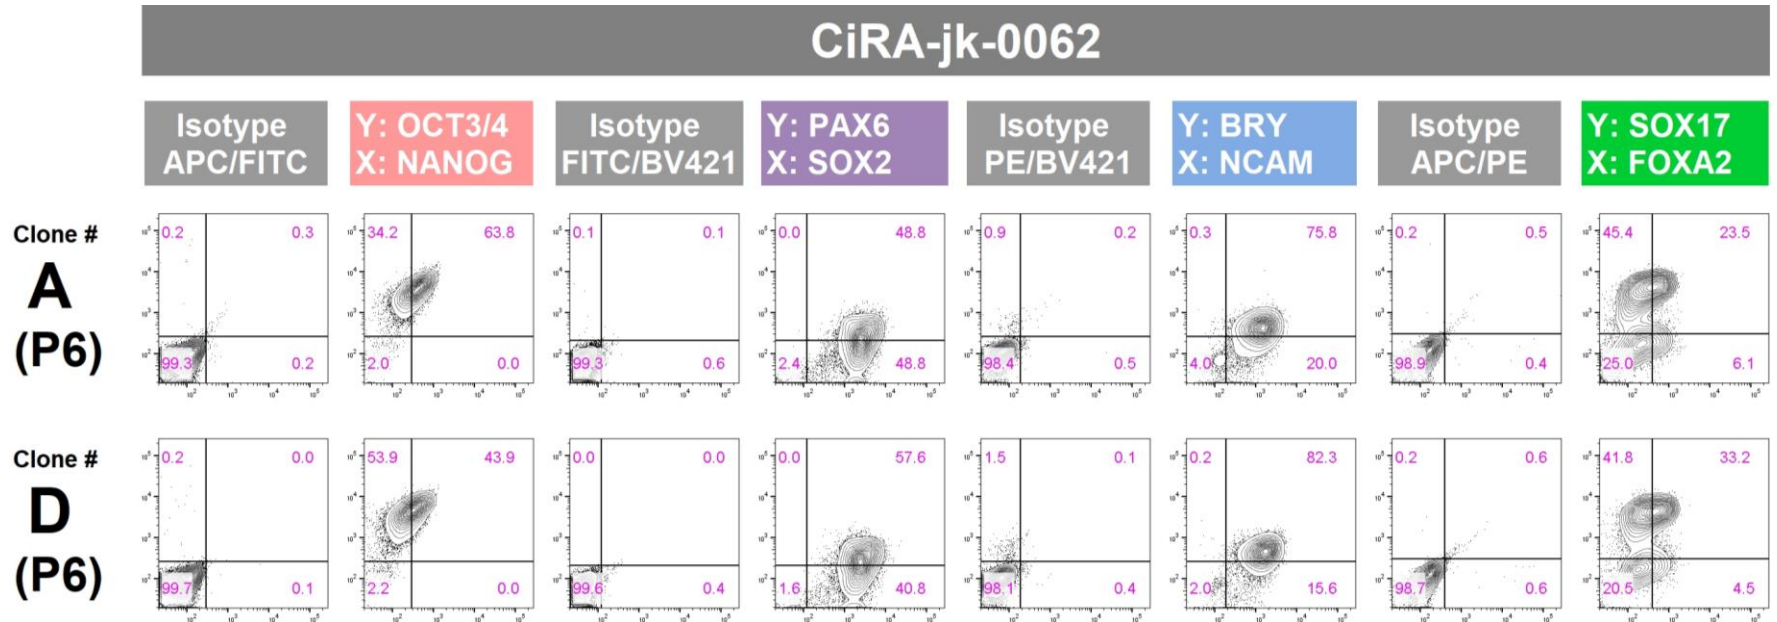 CiRA-jk-0062
Isotype
APC/FITC
Y: OCT3/4
X: NANOG
Isotype
FITC/BV421
Y: PAX6
X: SOX2
Isotype
PE/BV421
Y: BRY
X: NCAM
Isotype
APC/PE
Y: SOX17
X: FOXA2
Clone #
A
(P6)
0.2 0.3
99.3 0.2
34.2 63.8
2.0 0.0
0.1 0.1
99.3 0.6
0.0 48.8
2.4 48.8
0.9 0.2
98.4 0.5
0.3 75.8
4.0 20.0
0.2 0.5
98.9 0.4
45.4 23.5
25.0 6.1
Clone #
D
(P6)
0.2 0.0
99.7 0.1
53.9 43.9
2.2 0.0
0.0 0.0
99.6 0.4
0.0 57.6
1.6 40.8
1.5 0.1
98.1 0.4
0.2 82.3
2.0 15.6
0.2 0.6
98.7 0.6
41.8 33.2
20.5 4.5